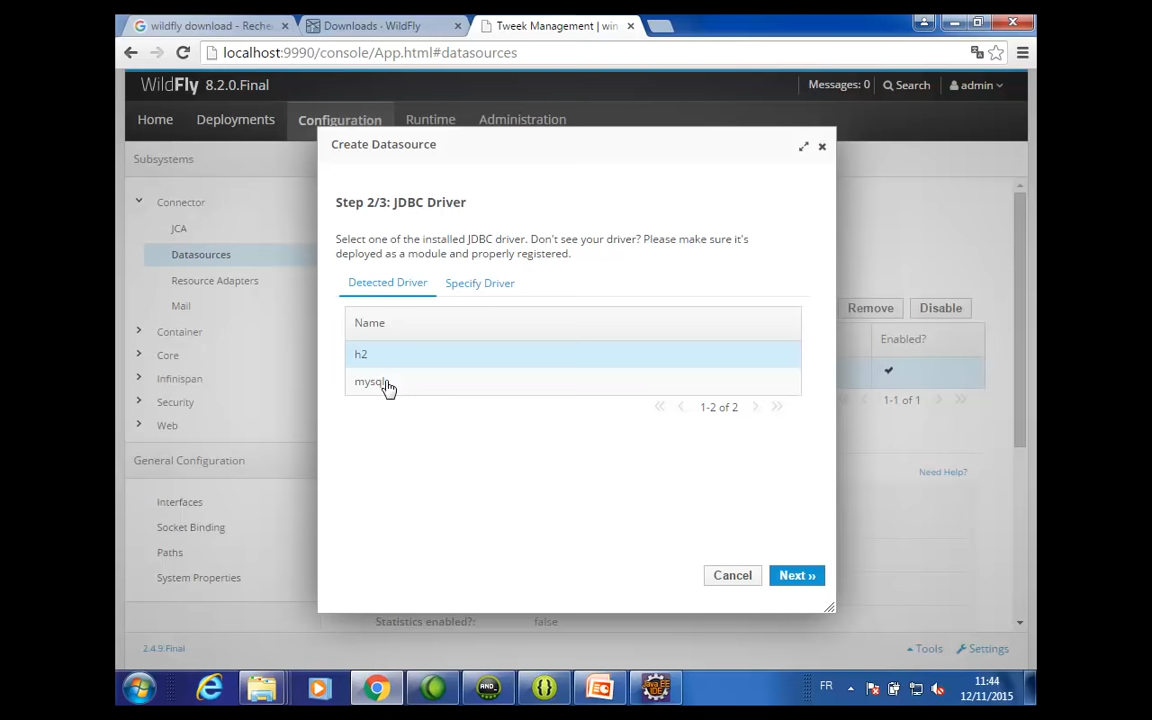 wildfly download - Reche
Downloads · WildFly
Tweek Management | win
localhost:9990/console/App.html#datasources
WildFly 8.2.0.Final
Messages: 0
Search
admin
Home
Deployments
Configuration
Runtime
Administration
Subsystems
Connector
JCA
Datasources
Resource Adapters
Mail
Container
Core
Infinispan
Security
Web
General Configuration
Interfaces
Socket Binding
Paths
System Properties
Create Datasource
Step 2/3: JDBC Driver
Select one of the installed JDBC driver. Don't see your driver? Please make sure it's
deployed as a module and properly registered.
Detected Driver
Specify Driver
Name
h2
mysql
1-2 of 2
Cancel
Next »
Remove
Disable
Enabled?
1-1 of 1
Need Help?
Statistics enabled?: false
2.4.9.Final
Tools
Settings
AND_
Java EE
IDE
FR
11:44
12/11/2015